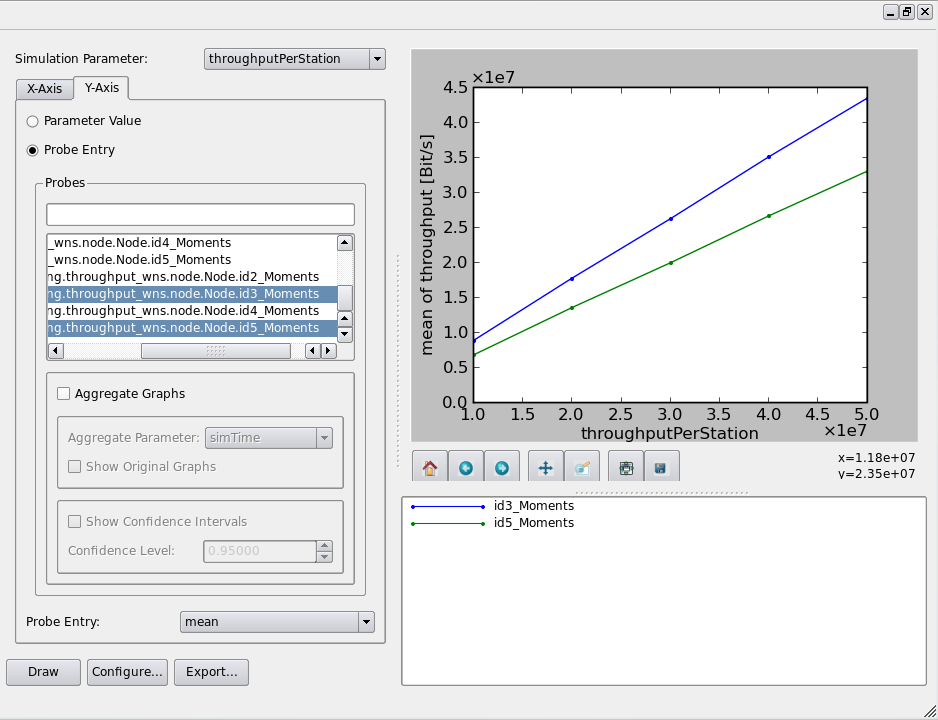 Simulation Parameter:
throughputPerStation
X-Axis
Y-Axis
Parameter Value
Probe Entry
Probes
_wns.node.Node.id4_Moments
_wns.node.Node.id5_Moments
ng.throughput_wns.node.Node.id2_Moments
ng.throughput_wns.node.Node.id3_Moments
ng.throughput_wns.node.Node.id4_Moments
ng.throughput_wns.node.Node.id5_Moments
Aggregate Graphs
Aggregate Parameter:
simTime
Show Original Graphs
Show Confidence Intervals
Confidence Level:
0.95000
Probe Entry:
mean
Draw
Configure...
Export...
×1e7
4.5
4.0
3.5
3.0
2.5
2.0
1.5
1.0
0.5
0.0
mean of throughput [Bit/s]
1.0
1.5
2.0
2.5
3.0
3.5
4.0
4.5
5.0
throughputPerStation
×1e7
x=1.18e+07
y=2.35e+07
id3_Moments
id5_Moments